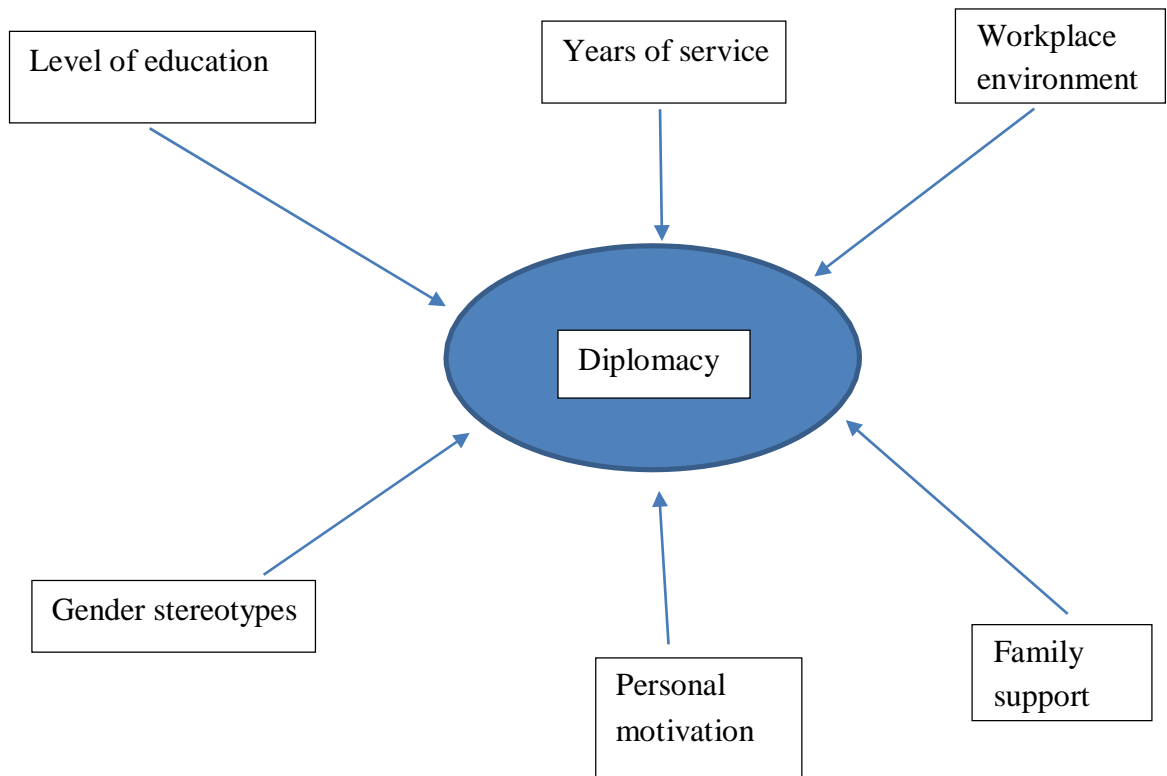 Level of education
Years of service
Workplace
environment
Diplomacy
Gender stereotypes
Personal
motivation
Family
support